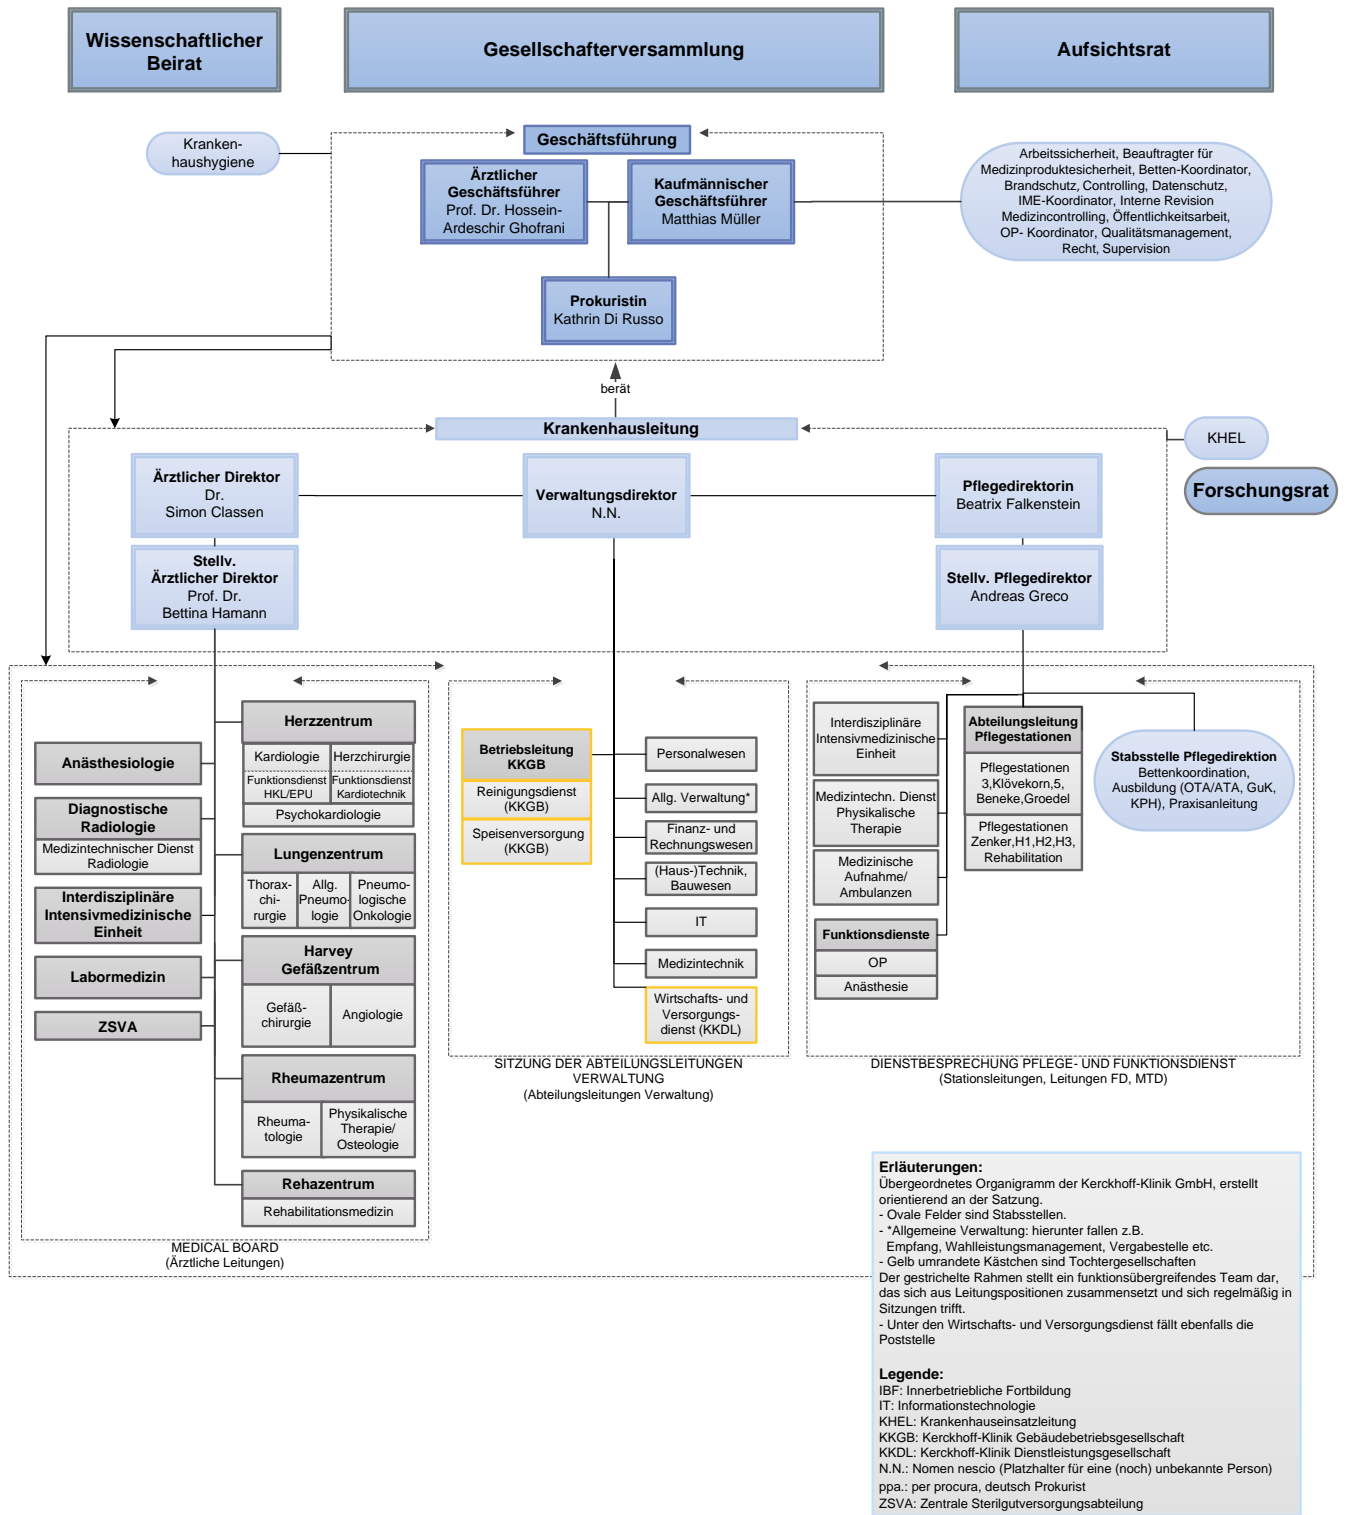 Wissenschaftlicher
Beirat
Gesellschafterversammlung
Aufsichtsrat
Kranken-
haushygiene
Geschäftsführung
Ärztlicher
Geschäftsführer
Prof. Dr. Hossein-
Ardeschir Ghofrani
Kaufmännischer
Geschäftsführer
Matthias Müller
Arbeitssicherheit, Beauftragter für
Medizinproduktesicherheit, Betten-Koordinator,
Brandschutz, Controlling, Datenschutz,
IME-Koordinator, Interne Revision
Medizincontrolling, Öffentlichkeitsarbeit,
OP- Koordinator, Qualitätsmanagement,
Recht, Supervision
Prokuristin
Kathrin Di Russo
berät
Krankenhausleitung
KHEL
Forschungsrat
Ärztlicher Direktor
Dr.
Simon Classen
Verwaltungsdirektor
N.N.
Pflegedirektorin
Beatrix Falkenstein
Stellv.
Ärztlicher Direktor
Prof. Dr.
Bettina Hamann
Stellv. Pflegedirektor
Andreas Greco
Anästhesiologie
Diagnostische
Radiologie
Medizintechnischer Dienst
Radiologie
Interdisziplinäre
Intensivmedizinische
Einheit
Labormedizin
ZSVA
Herzzentrum
Kardiologie
Herzchirurgie
Funktionsdienst
HKL/EPU
Funktionsdienst
Kardiotechnik
Psychokardiologie
Lungenzentrum
Thorax-
chi-
rurgie
Allg.
Pneumo-
logie
Pneumo-
logische
Onkologie
Harvey
Gefäßzentrum
Gefäß-
chirurgie
Angiologie
Rheumazentrum
Rheuma-
tologie
Physikalische
Therapie/
Osteologie
Rehazentrum
Rehabilitationsmedizin
MEDICAL BOARD
(Ärztliche Leitungen)
Betriebsleitung
KKGB
Reinigungsdienst
(KKGB)
Speisenversorgung
(KKGB)
Personalwesen
Allg. Verwaltung*
Finanz- und
Rechnungswesen
(Haus-)Technik,
Bauwesen
IT
Medizintechnik
Wirtschafts- und
Versorgungs-
dienst (KKDL)
SITZUNG DER ABTEILUNGSLEITUNGEN
VERWALTUNG
(Abteilungsleitungen Verwaltung)
Interdisziplinäre
Intensivmedizinische
Einheit
Medizintechn. Dienst
Physikalische
Therapie
Medizinische
Aufnahme/
Ambulanzen
Funktionsdienste
OP
Anästhesie
Abteilungsleitung
Pflegestationen
Pflegestationen
3,Klövekorn,5,
Beneke,Groedel
Pflegestationen
Zenker,H1,H2,H3,
Rehabilitation
Stabsstelle Pflegedirektion
Bettenkoordination,
Ausbildung (OTA/ATA, GuK,
KPH), Praxisanleitung
DIENSTBESPRECHUNG PFLEGE- UND FUNKTIONSDIENST
(Stationsleitungen, Leitungen FD, MTD)
Erläuterungen:
Übergeordnetes Organigramm der Kerckhoff-Klinik GmbH, erstellt
orientierend an der Satzung.
- Ovale Felder sind Stabsstellen.
- *Allgemeine Verwaltung: hierunter fallen z.B.
Empfang, Wahlleistungsmanagement, Vergabestelle etc.
- Gelb umrandete Kästchen sind Tochtergesellschaften
Der gestrichelte Rahmen stellt ein funktionsübergreifendes Team dar,
das sich aus Leitungspositionen zusammensetzt und sich regelmäßig in
Sitzungen trifft.
- Unter den Wirtschafts- und Versorgungsdienst fällt ebenfalls die
Poststelle
Legende:
IBF: Innerbetriebliche Fortbildung
IT: Informationstechnologie
KHEL: Krankenhauseinsatzleitung
KKGB: Kerckhoff-Klinik Gebäudebetriebsgesellschaft
KKDL: Kerckhoff-Klinik Dienstleistungsgesellschaft
N.N.: Nomen nescio (Platzhalter für eine (noch) unbekannte Person)
ppa.: per procura, deutsch Prokurist
ZSVA: Zentrale Sterilgutversorgungsabteilung